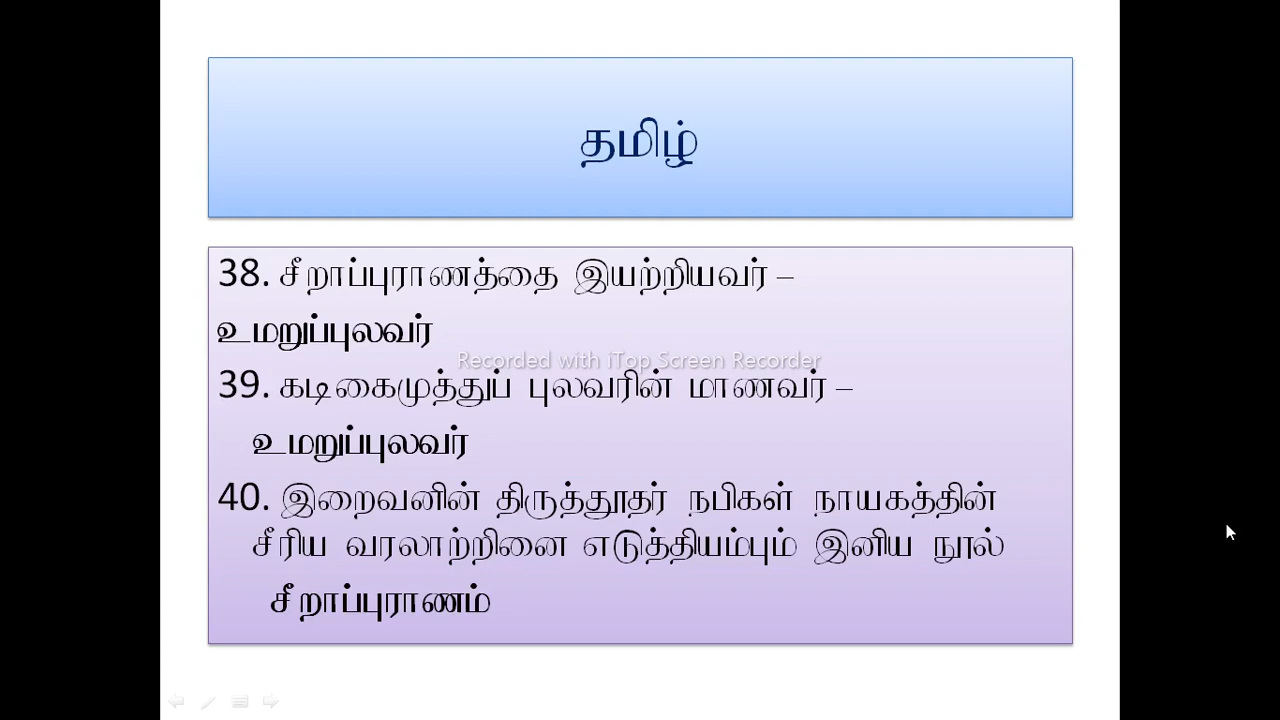 தமிழ்
38. சீறாப்புராணத்தை இயற்றியவர் –
உமறுப்புலவர்
Recorded with iTop Screen Recorder
39. கடிகைமுத்துப் புலவரின் மாணவர் –
உமறுப்புலவர்
40. இறைவனின் திருத்தூதர் நபிகள் நாயகத்தின்
சீரிய வரலாற்றினை எடுத்தியம்பும் இனிய நூல்
சீறாப்புராணம்